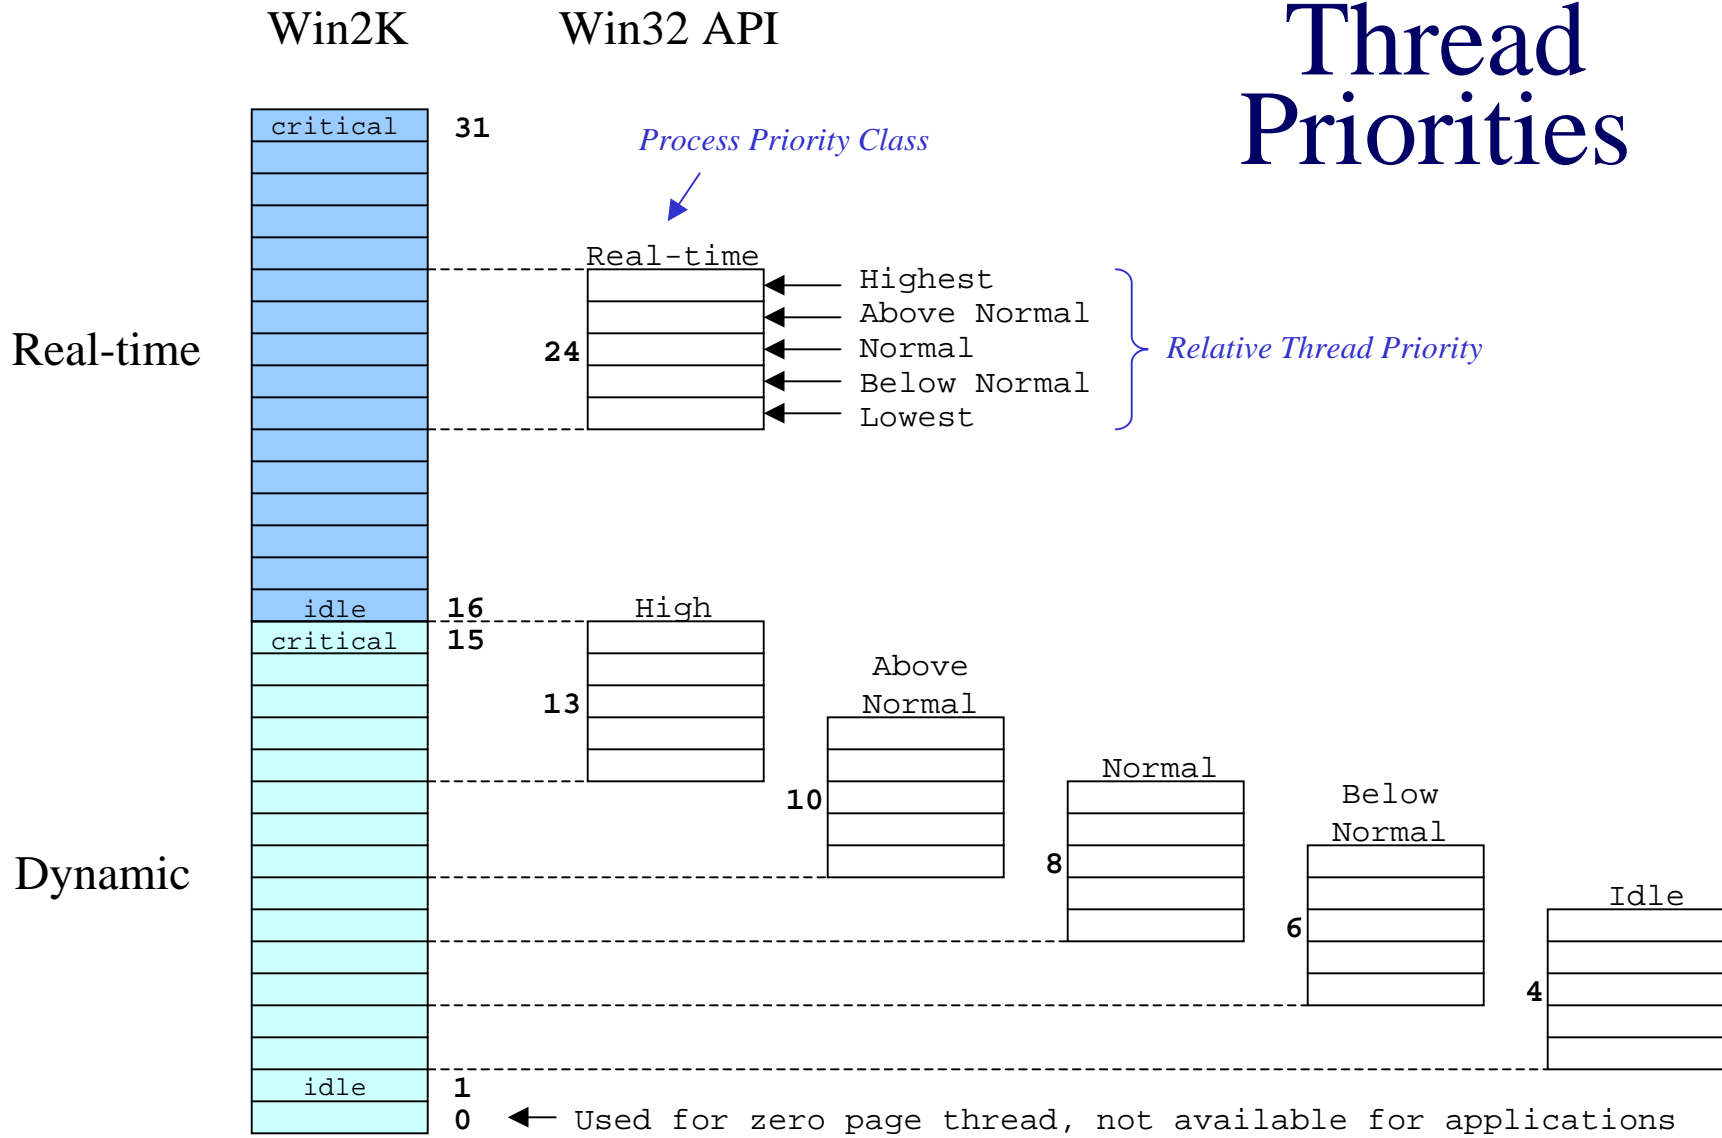 Win2K
Win32 API
Thread
Priorities
critical 31
Process Priority Class
Real-time
Highest
Above Normal
Real-time
24
Normal
Relative Thread Priority
Below Normal
Lowest
idle 16
High
critical 15
Above
Normal
13
Normal
10
Below
Normal
8
Dynamic
Idle
6
4
idle 1
0 Used for zero page thread, not available for applications